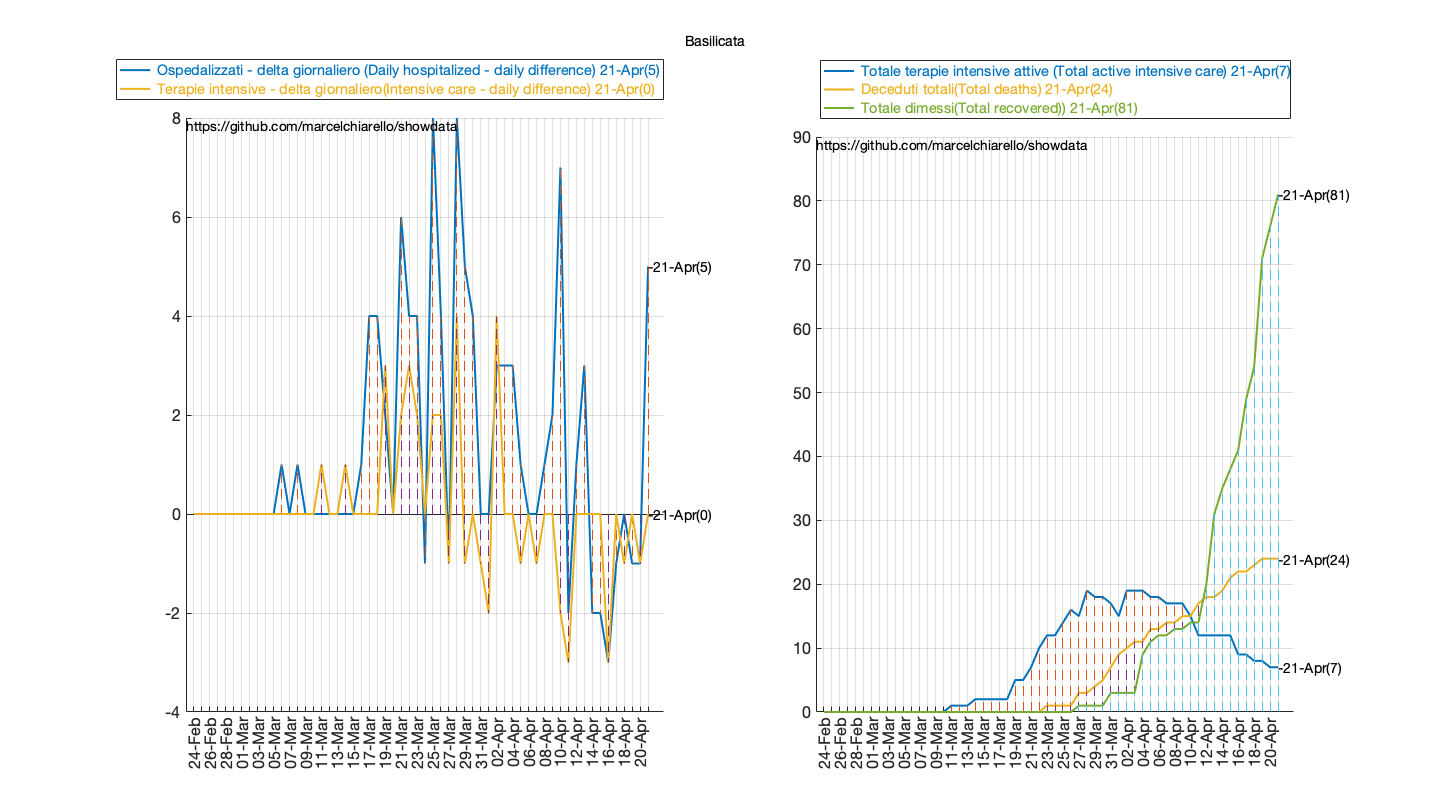 Basilicata
Ospedalizzati - delta giornaliero (Daily hospitalized - daily difference) 21-Apr(5)
Terapie intensive - delta giornaliero(Intensive care - daily difference) 21-Apr(0)
https://github.com/marcelchiarello/showdata
8
6
4
2
0
-2
-4
21-Apr(5)
21-Apr(0)
24-Feb
26-Feb
28-Feb
01-Mar
03-Mar
05-Mar
07-Mar
09-Mar
11-Mar
13-Mar
15-Mar
17-Mar
19-Mar
21-Mar
23-Mar
25-Mar
27-Mar
29-Mar
31-Mar
02-Apr
04-Apr
06-Apr
08-Apr
10-Apr
12-Apr
14-Apr
16-Apr
18-Apr
20-Apr
Totale terapie intensive attive (Total active intensive care) 21-Apr(7)
Deceduti totali(Total deaths) 21-Apr(24)
Totale dimessi(Total recovered)) 21-Apr(81)
https://github.com/marcelchiarello/showdata
90
80
70
60
50
40
30
20
10
0
21-Apr(81)
21-Apr(24)
21-Apr(7)
24-Feb
26-Feb
28-Feb
01-Mar
03-Mar
05-Mar
07-Mar
09-Mar
11-Mar
13-Mar
15-Mar
17-Mar
19-Mar
21-Mar
23-Mar
25-Mar
27-Mar
29-Mar
31-Mar
02-Apr
04-Apr
06-Apr
08-Apr
10-Apr
12-Apr
14-Apr
16-Apr
18-Apr
20-Apr